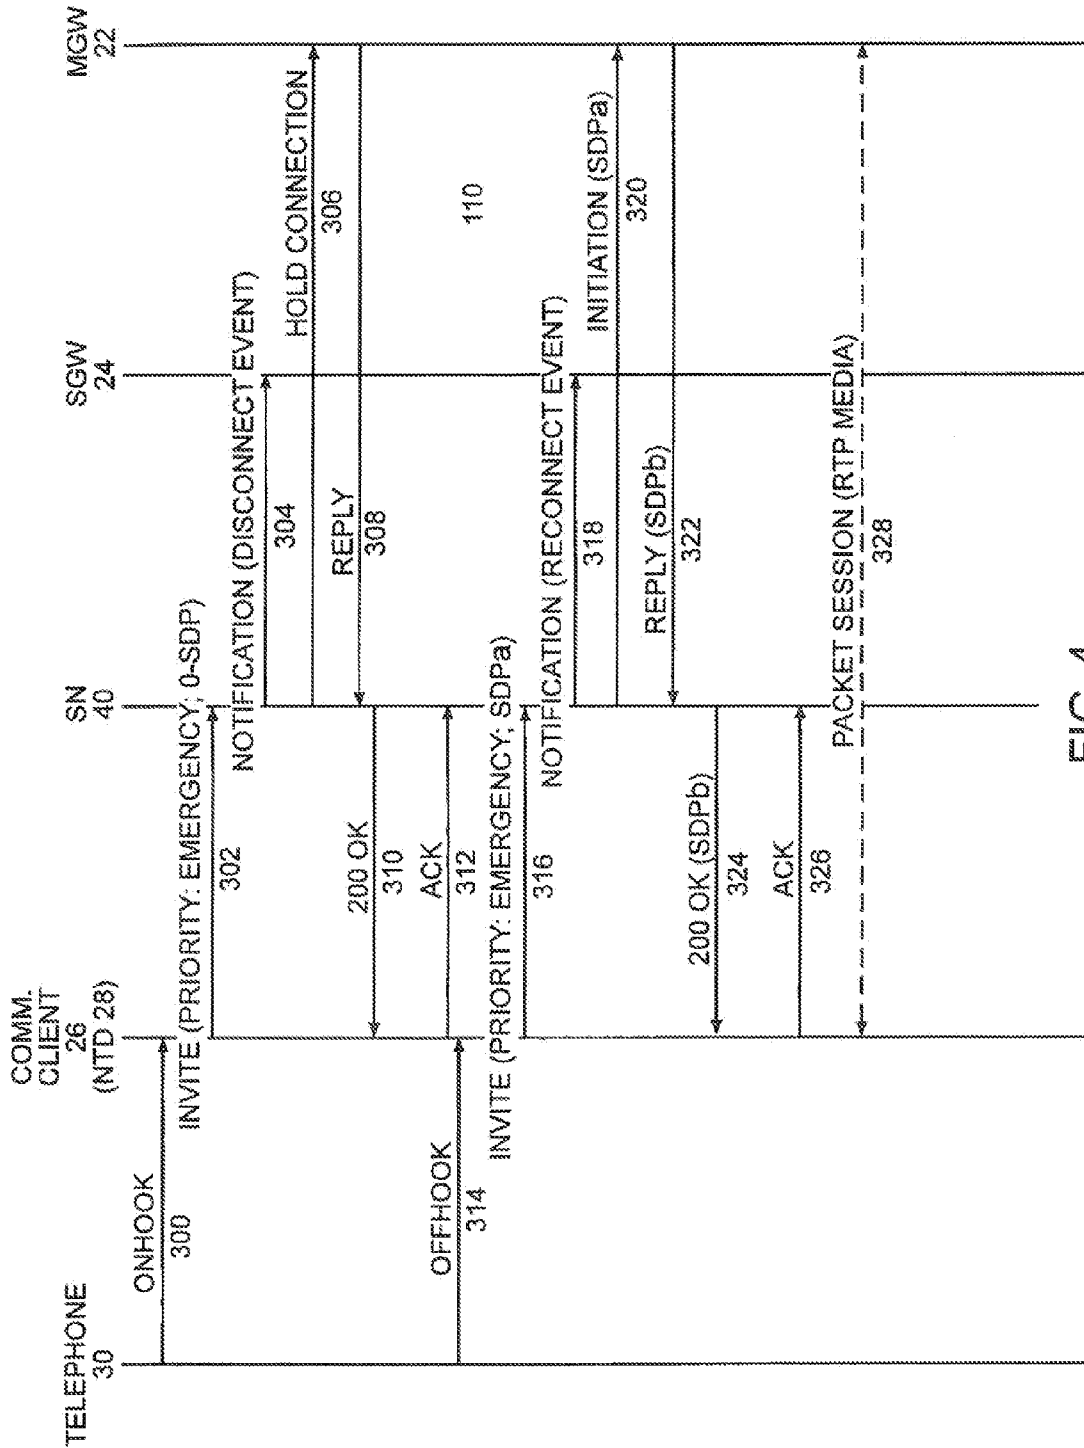 TELEPHONE
30
COMM.
CLIENT
26
(NTD 28)
SN
40
SGW
24
MGW
22
ONHOOK
300
INVITE (PRIORITY: EMERGENCY; 0-SDP)
302
NOTIFICATION (DISCONNECT EVENT)
304
HOLD CONNECTION
306
REPLY
308
200 OK
310
110
ACK
312
OFFHOOK
314
INVITE (PRIORITY: EMERGENCY; SDPa)
316
NOTIFICATION (RECONNECT EVENT)
318
INITIATION (SDPa)
320
REPLY (SDPb)
322
200 OK (SDPb)
324
ACK
326
PACKET SESSION (RTP MEDIA)
328
FIG. 4